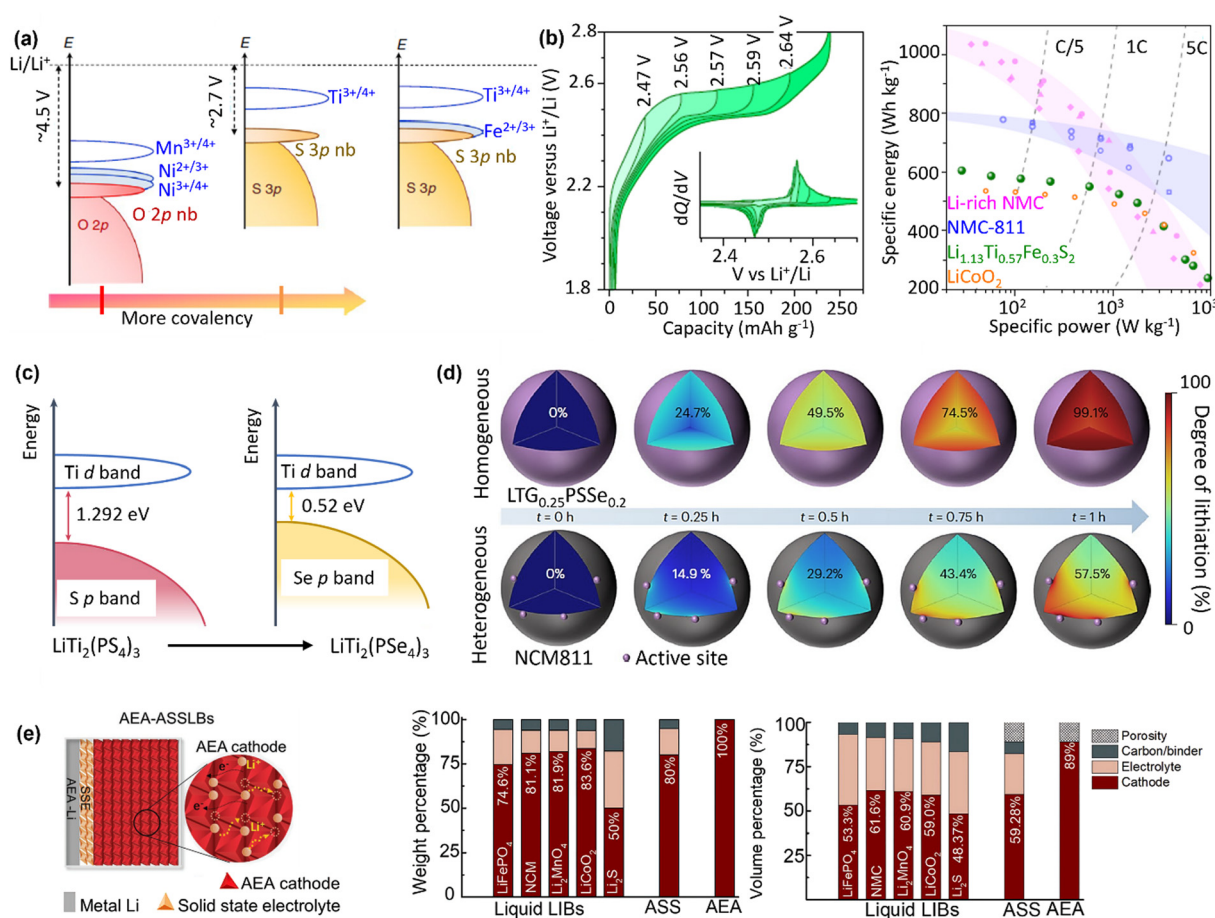 (a)
E
E
E
Li/Li⁺
~4.5 V
~2.7 V
Ti³⁺/⁴⁺
Ti³⁺/⁴⁺
Mn³⁺/⁴⁺
Ni²⁺/³⁺
Ni³⁺/⁴⁺
O 2p nb
O 2p
S 3p nb
S 3p
Fe²⁺/³⁺
S 3p nb
S 3p
More covalency
(b)
Voltage versus Li⁺/Li (V)
2.8
2.6
2.2
1.8
2.47 V
2.56 V
2.57 V
2.59 V
2.64 V
dQ/dV
2.4 2.6 2.8
V vs Li⁺/Li
0 50 100 150 200 250
Capacity (mAh g⁻¹)
Specific energy (Wh kg⁻¹)
1000
800
600
400
200
C/5
1C
5C
Li-rich NMC
NMC-811
Li₁.₁₃Ti₀.₅₇Fe₀.₃S₂
LiCoO₂
10² 10³ 10⁴
Specific power (W kg⁻¹)
(c)
Energy
Ti d band
1.292 eV
S p band
LiTi₂(PS₄)₃
Energy
Ti d band
0.52 eV
Se p band
LiTi₂(PSe₄)₃
(d)
Homogeneous
0%
24.7%
49.5%
74.5%
99.1%
LTG₀.₂₅PSSe₀.₂
t = 0 h
t = 0.25 h
t = 0.5 h
t = 0.75 h
t = 1 h
Heterogeneous
0%
14.9 %
29.2%
43.4%
57.5%
NCM811
Active site
100
Degree of lithiation (%)
0
(e)
AEA-ASSLBs
AEA cathode
AEA-Li
SSE
e⁻
Li⁺
e⁻
Li⁺
AEA cathode
Metal Li
Solid state electrolyte
Weight percentage (%)
100
75
50
25
0
74.6%
81.1%
81.9%
83.6%
50%
80%
100%
LiFePO₄
NCM
Li₂MnO₄
LiCoO₂
Li₂S
Liquid LIBs
ASS
AEA
Volume percentage (%)
100
75
50
25
53.3%
61.6%
60.9%
59.0%
48.37%
59.28%
89%
LiFePO₄
NMC
Li₂MnO₄
LiCoO₂
Li₂S
Liquid LIBs
ASS
AEA
Porosity
Carbon/binder
Electrolyte
Cathode